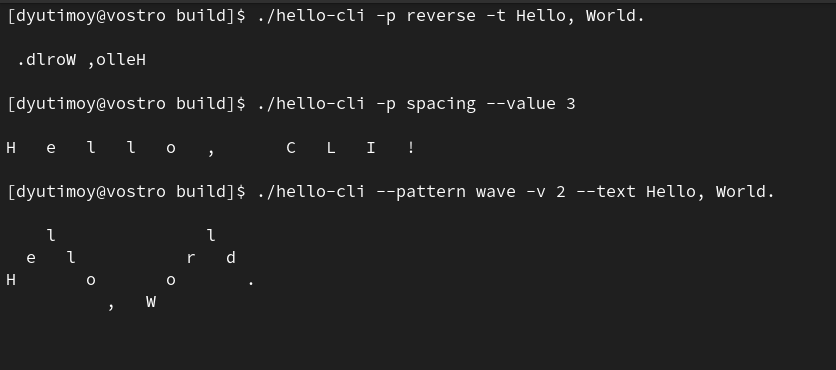 [dyutimoy@vostro build]$ ./hello-cli -p reverse -t Hello, World.
 .dlroW ,olleH
[dyutimoy@vostro build]$ ./hello-cli -p spacing --value 3
H   e   l   l   o   ,       C   L   I   !
[dyutimoy@vostro build]$ ./hello-cli --pattern wave -v 2 --text Hello, World.
    l               l
  e   l           r   d
H       o       o       .
          ,   W